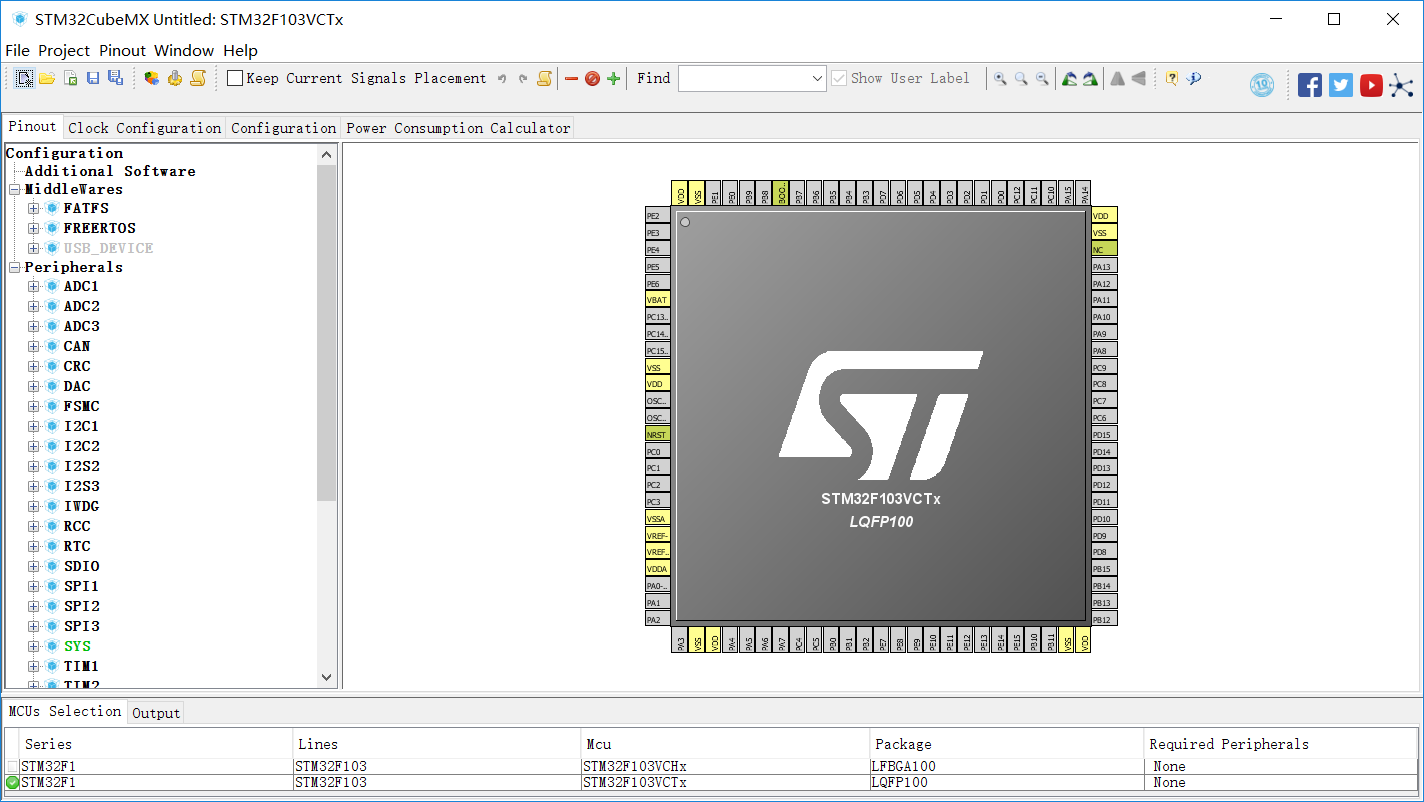 STM32CubeMX Untitled: STM32F103VCTx
File Project Pinout Window Help
Keep Current Signals Placement Find Show User Label
Pinout Clock Configuration Configuration Power Consumption Calculator
Configuration
Additional Software
MiddleWares
FATFS
FREERTOS
USB_DEVICE
Peripherals
ADC1
ADC2
ADC3
CAN
CRC
DAC
FSMC
I2C1
I2C2
I2S2
I2S3
IWDG
RCC
RTC
SDIO
SPI1
SPI2
SPI3
SYS
TIM1
TIM2
VDD VSS PE1 PE0 PB9 PB8 BOO.. PB7 PB6 PB5 PB4 PB3 PD7 PD6 PD5 PD4 PD3 PD2 PD1 PD0 PC12 PC11 PC10 PA15 PA14
PE2
PE3
PE4
PE5
PE6
VBAT
PC13..
PC14..
PC15..
VSS
VDD
OSC..
OSC..
NRST
PC0
PC1
PC2
PC3
VSSA
VREF-
VREF..
VDDA
PA0-..
PA1
PA2
ST
STM32F103VCTx
LQFP100
VDD
VSS
NC
PA13
PA12
PA11
PA10
PA9
PA8
PC9
PC8
PC7
PC6
PD15
PD14
PD13
PD12
PD11
PD10
PD9
PD8
PB15
PB14
PB13
PB12
PA3 VSS VDD PA4 PA5 PA6 PA7 PC4 PC5 PB0 PB1 PB2 PE7 PE8 PE9 PE10 PE11 PE12 PE13 PE14 PE15 PB10 PB11 VSS VDD
MCUs Selection Output
Series Lines Mcu Package Required Peripherals
STM32F1 STM32F103 STM32F103VCHx LFBGA100 None
STM32F1 STM32F103 STM32F103VCTx LQFP100 None